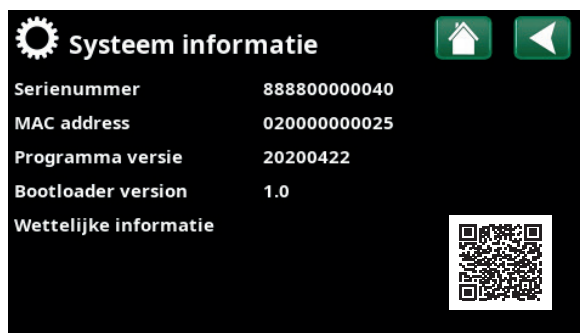 Systeem informatie
Serienummer 888800000040
MAC address 020000000025
Programma versie 20200422
Bootloader version 1.0
Wettelijke informatie